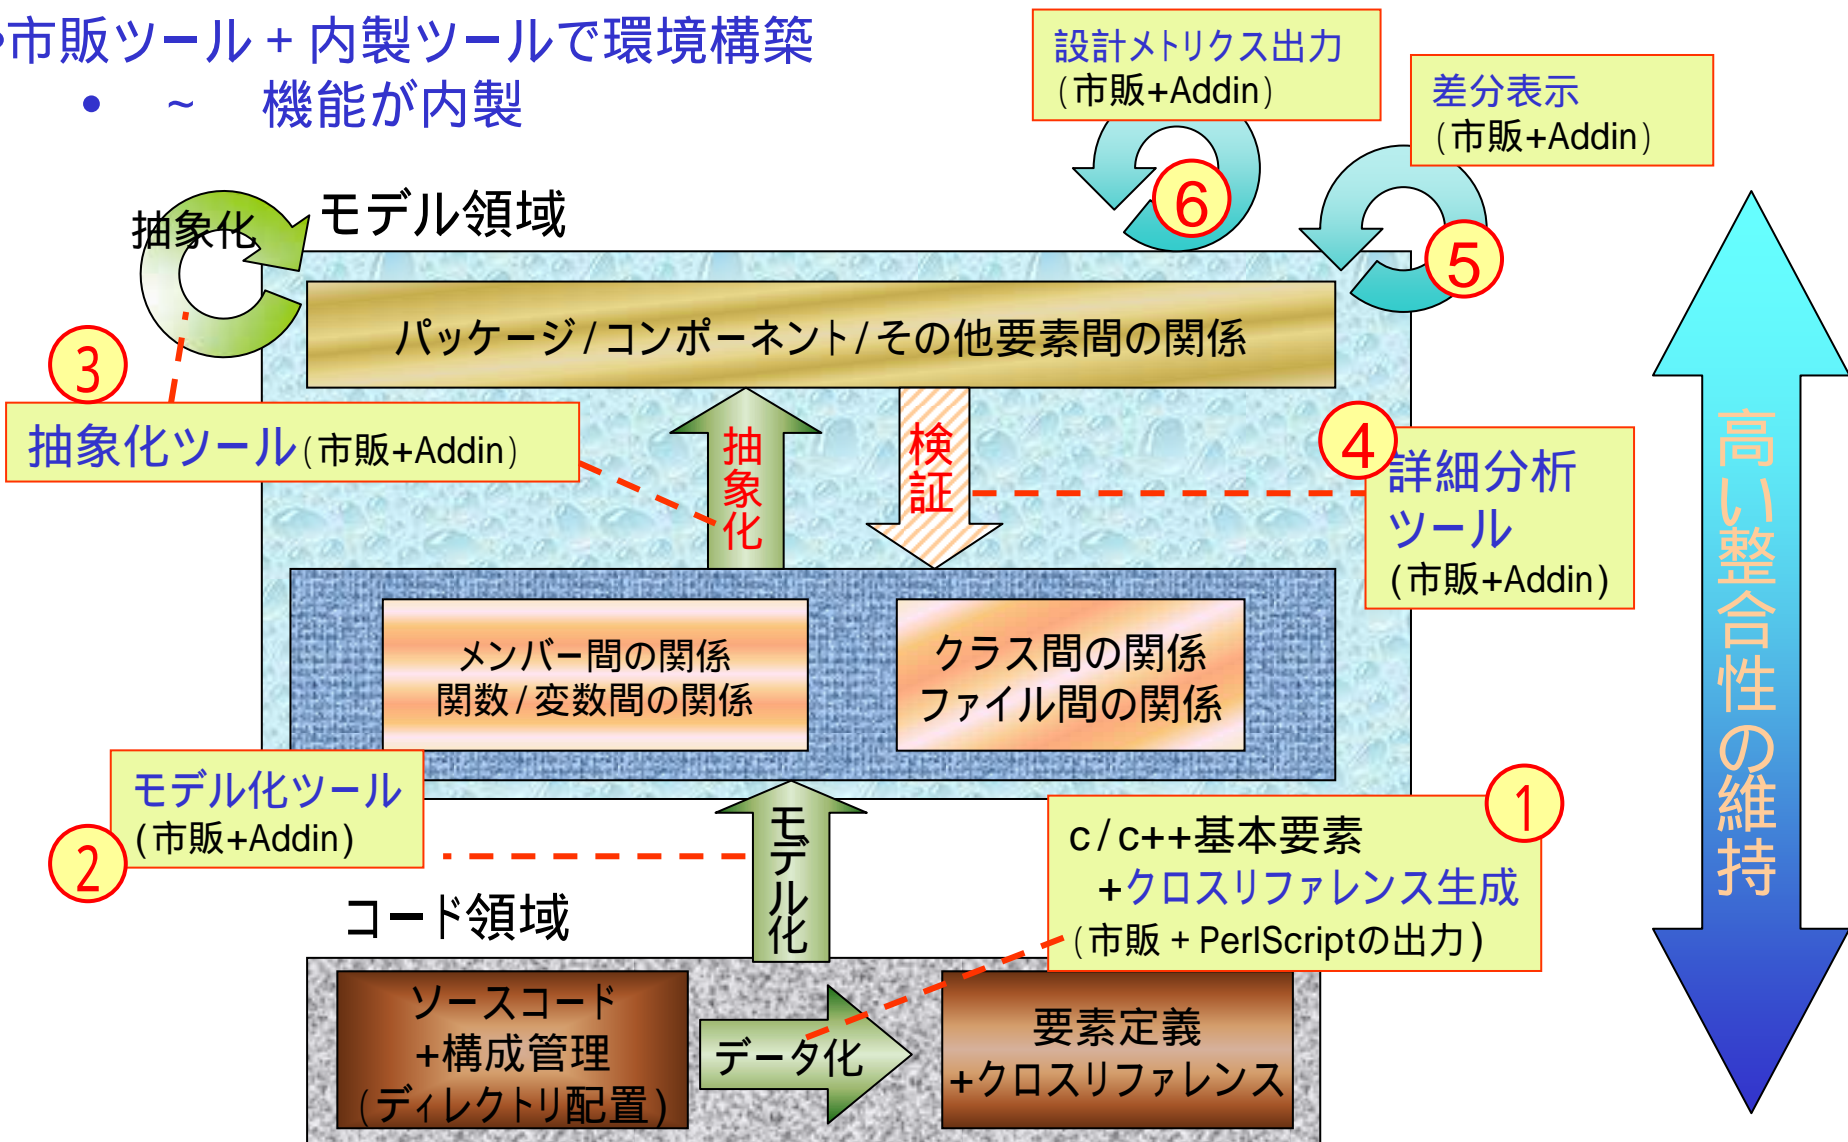 市販ツール + 内製ツールで環境構築
• ~ 機能が内製
設計メトリクス出力
(市販+Addin)
差分表示
(市販+Addin)
6
5
抽象化
モデル領域
パッケージ/コンポーネント/その他要素間の関係
3
抽象化ツール(市販+Addin)
抽象化
検証
4
詳細分析
ツール
(市販+Addin)
高い整合性の維持
メンバー間の関係
関数/変数間の関係
クラス間の関係
ファイル間の関係
モデル化ツール
(市販+Addin)
2
モデル化
1
c/c++基本要素
+クロスリファレンス生成
(市販 + PerlScriptの出力)
コード領域
ソースコード
+構成管理
(ディレクトリ配置)
データ化
要素定義
+クロスリファレンス